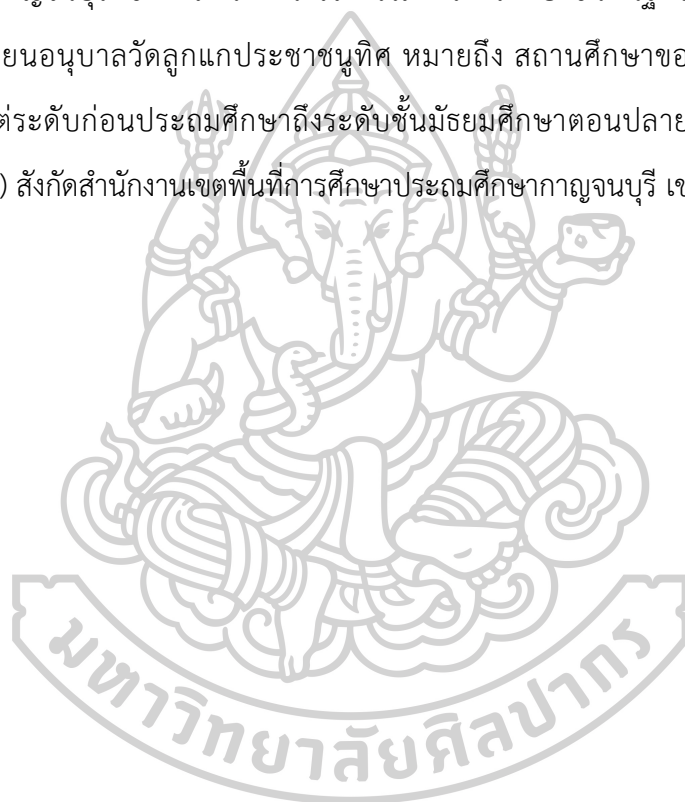 ยนอนุบาลวัดลูกแกประชาชนูทิศ หมายถึง สถานศึกษาขอ
ต่ระดับก่อนประถมศึกษาถึงระดับชั้นมัธยมศึกษาตอนปลาย
) สังกัดสำนักงานเขตพื้นที่การศึกษาประถมศึกษากาญจนบุรี เข
มหาวิทยาลัยศิลปากร